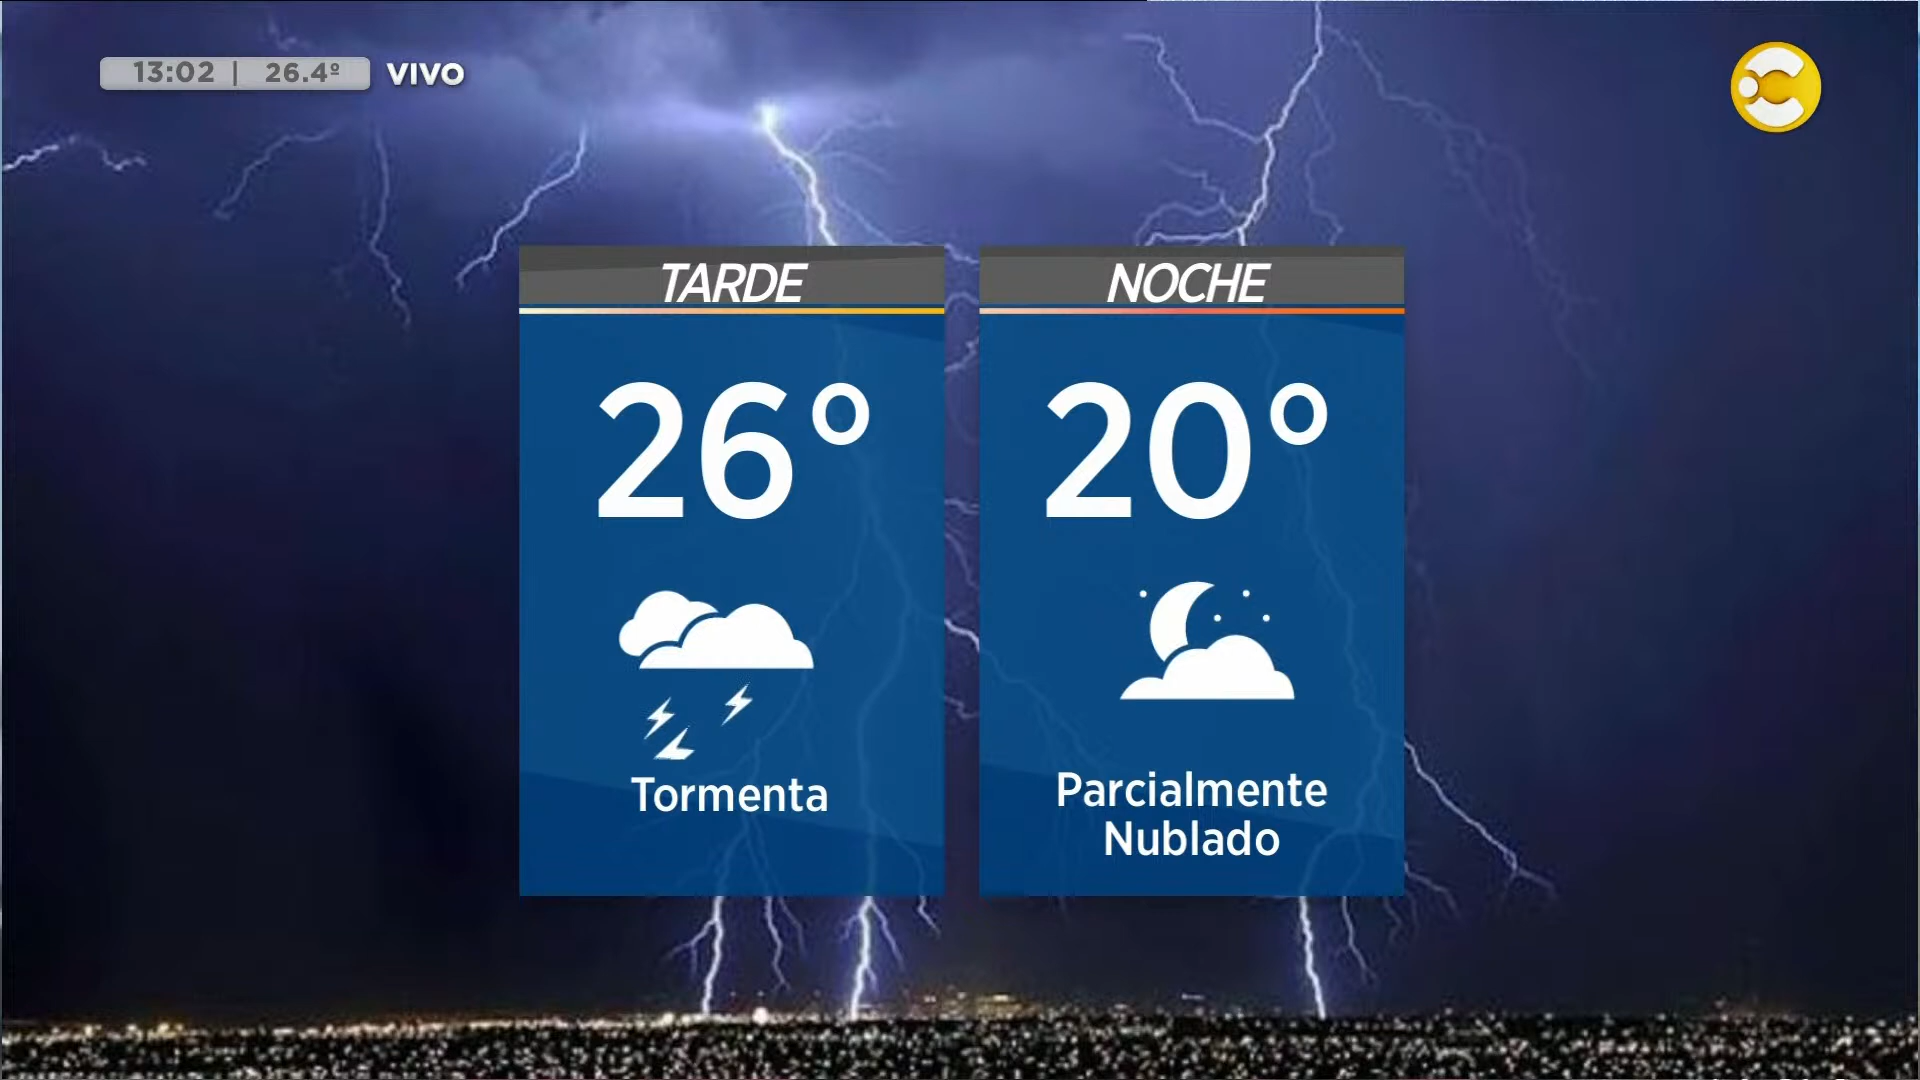 13:02 | 26.4º VIVO
TARDE
26°
Tormenta
NOCHE
20°
Parcialmente
Nublado